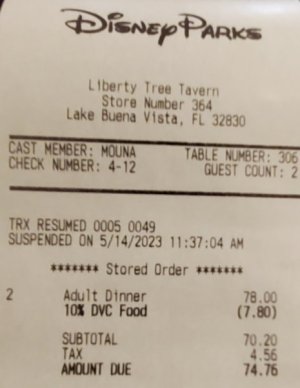 Disney Parks
Liberty Tree Tavern
Store Number 364
Lake Buena Vista, FL 32830
CAST MEMBER: MOUNA TABLE NUMBER: 306
CHECK NUMBER: 4-12 GUEST COUNT: 2
TRX RESUMED 0005 0049
SUSPENDED ON 5/14/2023 11:37:04 AM
******* Stored Order *******
2 Adult Dinner 78.00
10% DVC Food (7.80)
SUBTOTAL 70.20
TAX 4.56
AMOUNT DUE 74.76